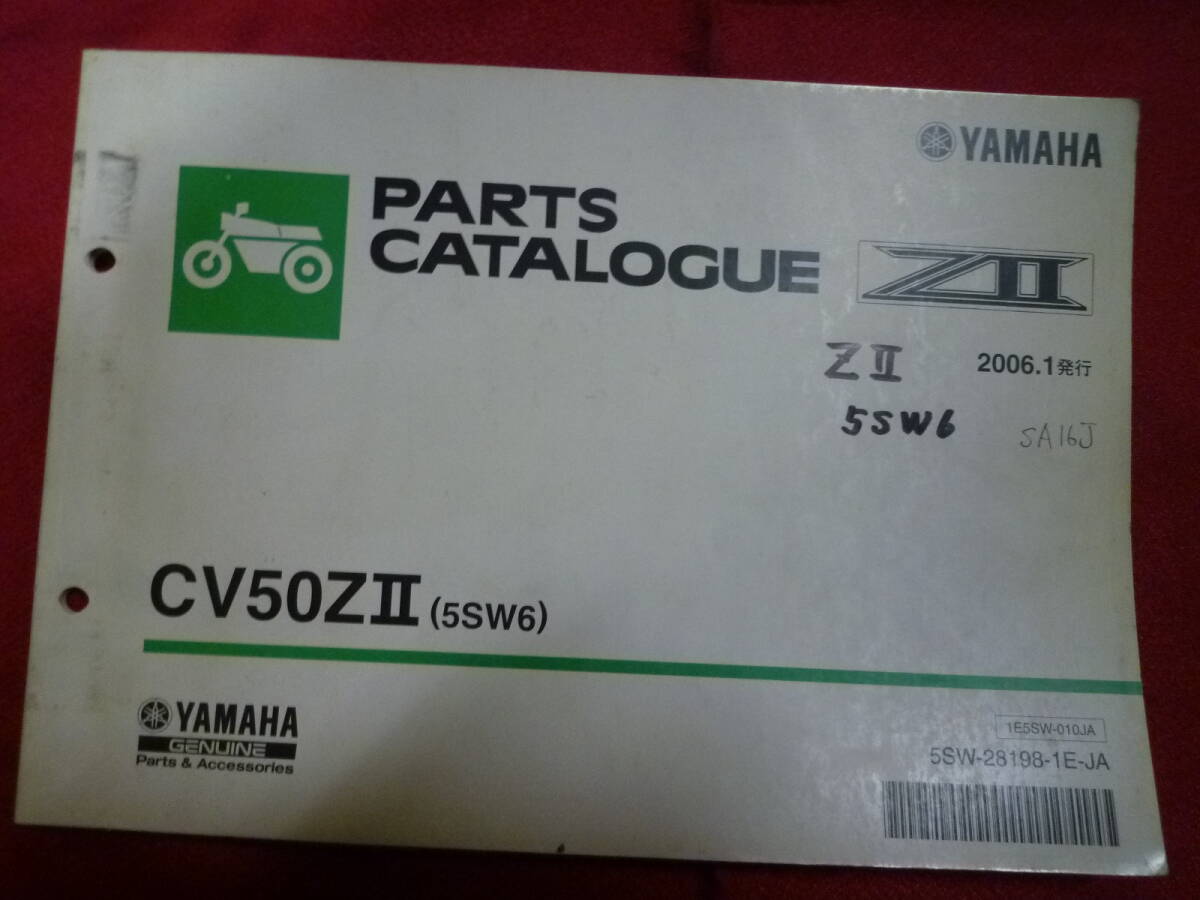 YAMAHA
PARTS
CATALOGUE
ZII
ZII
2006.1発行
5SW6
SA16J
CV50ZII (5SW6)
YAMAHA
GENUINE
Parts & Accessories
1E5SW-010JA
5SW-28198-1E-JA